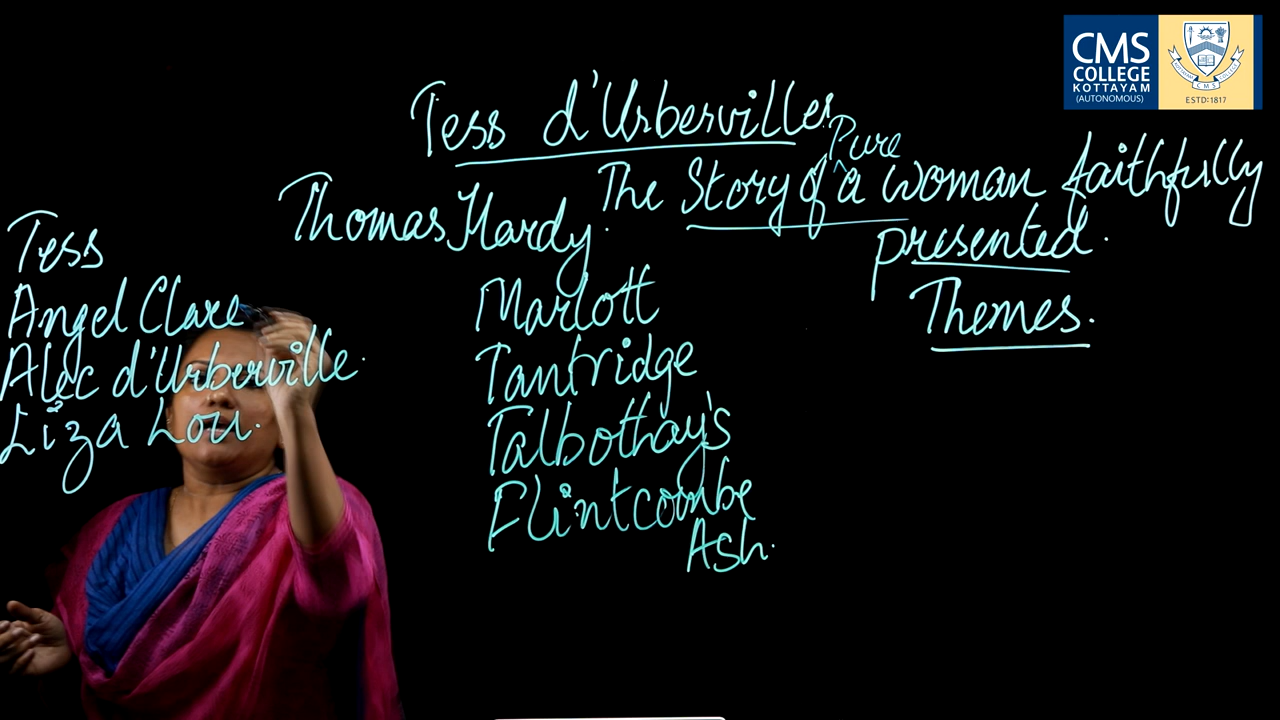 CMS
COLLEGE
KOTTAYAM
(AUTONOMOUS)
ESTD:1817
Tess d'Urbervilles
Thomas Hardy.
The Story of a Pure woman faithfully
presented.
Themes.
Tess
Angel Clare
Alec d'Urberville.
Liza Lou.
Marlott
Tantridge
Talbothay's
Flintcombe
Ash.